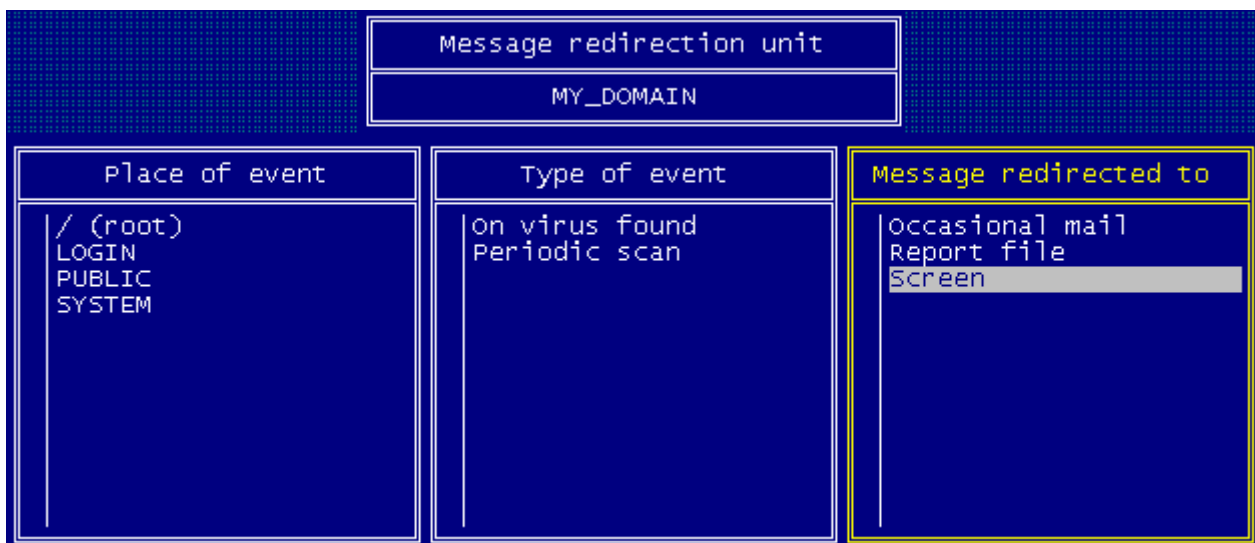 Message redirection unit
MY_DOMAIN
Place of event
/ (root)
LOGIN
PUBLIC
SYSTEM
Type of event
On virus found
Periodic scan
Message redirected to
Occasional mail
Report file
Screen